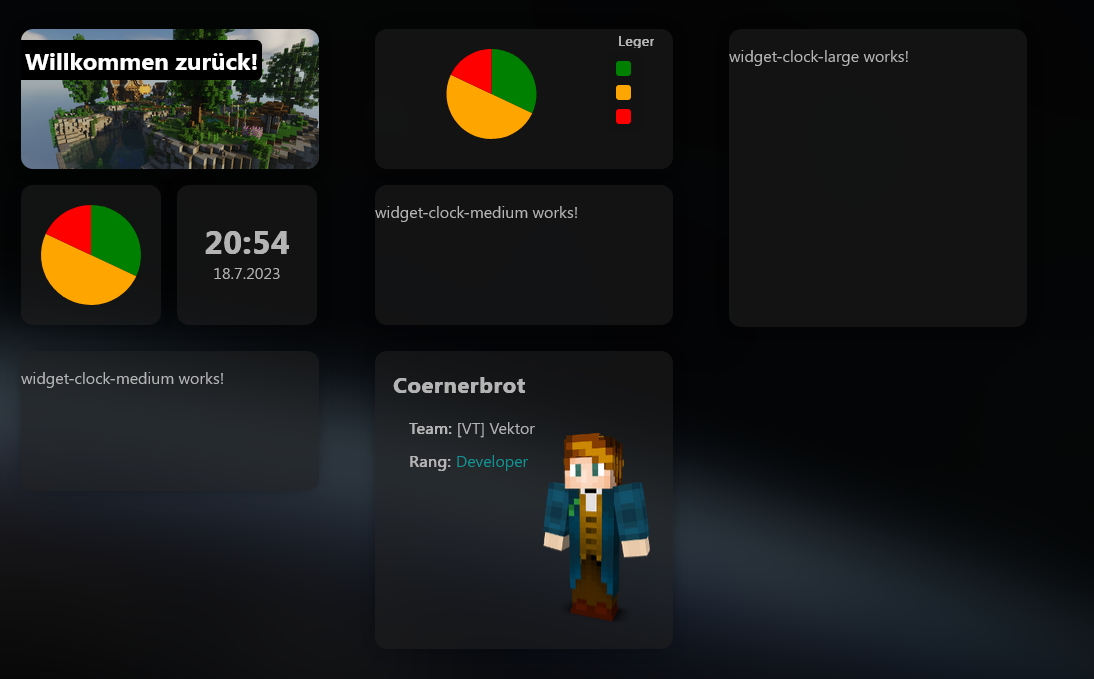 Willkommen zurück!
Leger
widget-clock-large works!
20:54
18.7.2023
widget-clock-medium works!
widget-clock-medium works!
Coernerbrot
Team: [VT] Vektor
Rang: Developer